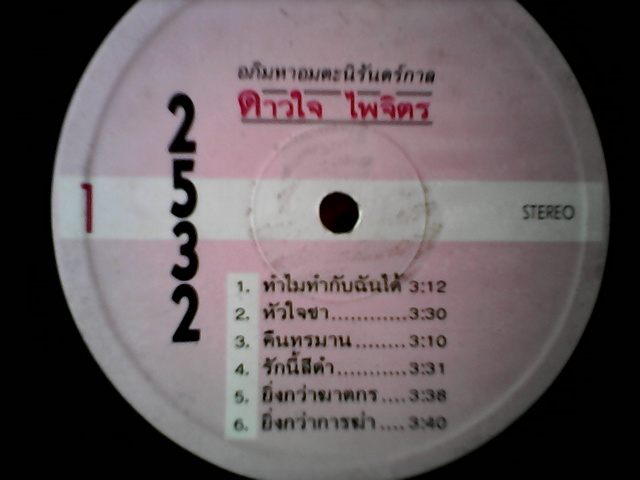 อภิมหาอมตะนิรันดร์กาล
ดาวใจ ไพจิตร
2532
1
STEREO
1. ทำไมทำกับฉันได้ 3:12
2. หัวใจชา............3:30
3. คืนทรมาน........3:10
4. รักนี้สีดำ...........3:31
5. ยิ่งกว่าฆาตกร....3:38
6. ยิ่งกว่าการฆ่า....3:40